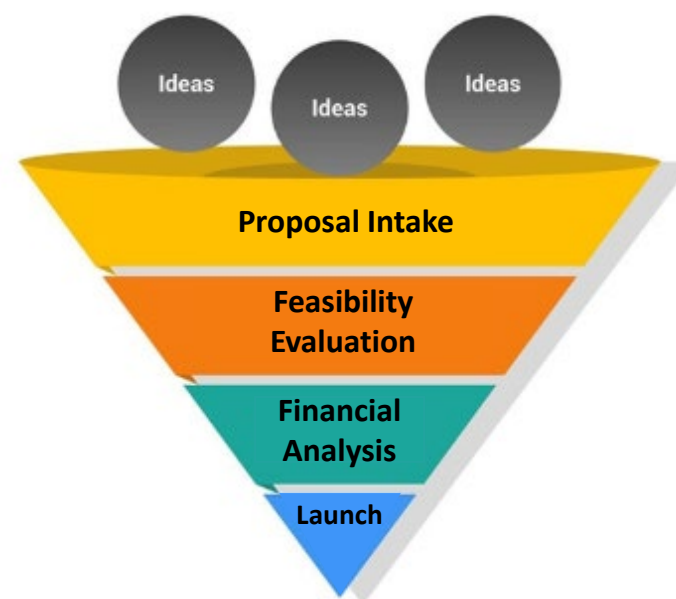 Ideas
Ideas
Ideas
Proposal Intake
Feasibility
Evaluation
Financial
Analysis
Launch